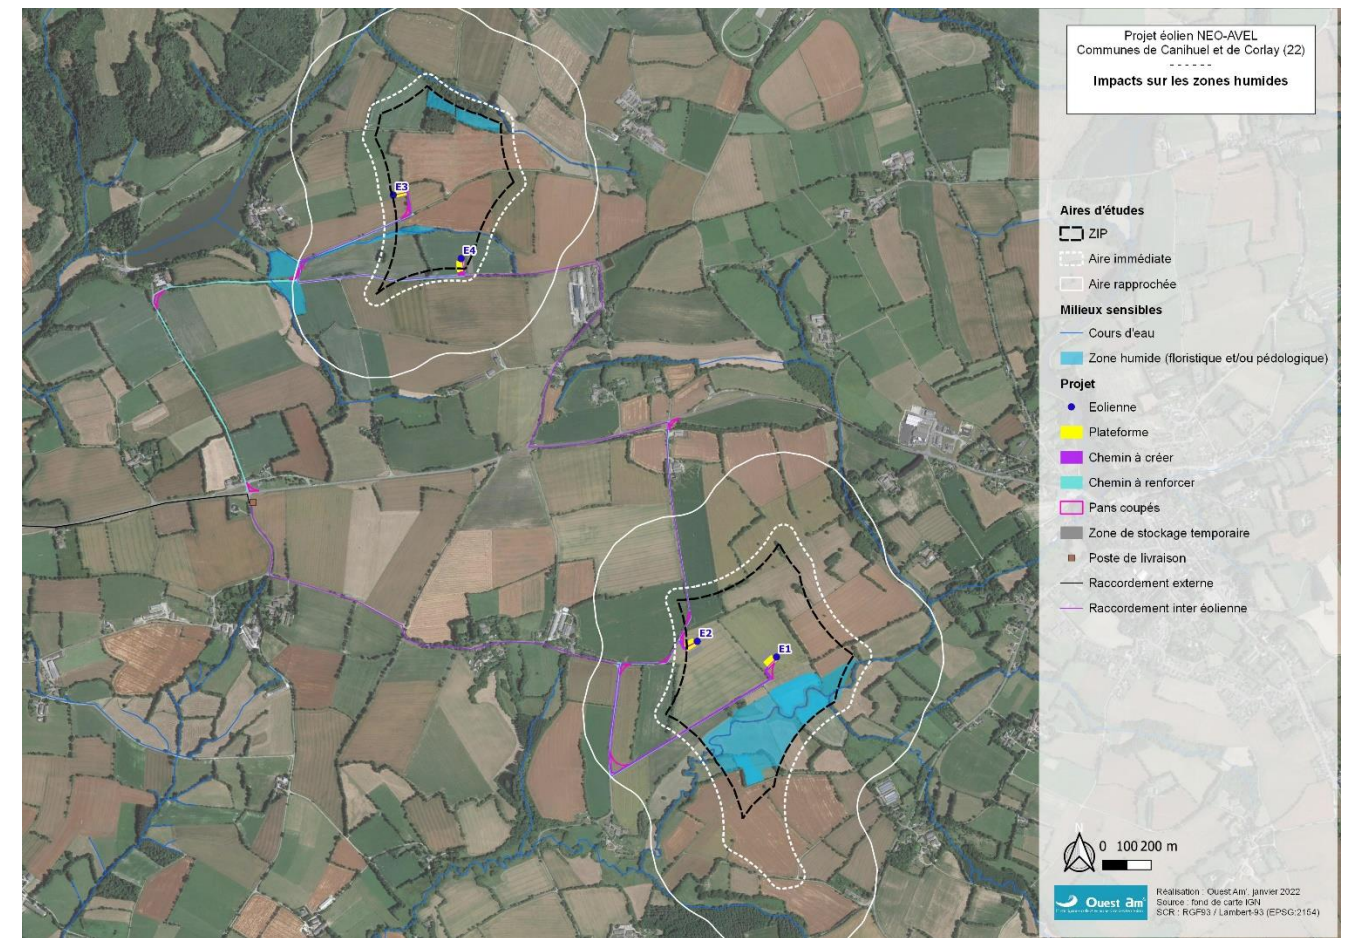 Projet éolien NEO-AVEL
Communes de Canihuel et de Corlay (22)
- - - - - -
Impacts sur les zones humides
Aires d'études
ZIP
Aire immédiate
Aire rapprochée
Milieux sensibles
Cours d'eau
Zone humide (floristique et/ou pédologique)
Projet
Eolienne
Plateforme
Chemin à créer
Chemin à renforcer
Pans coupés
Zone de stockage temporaire
Poste de livraison
Raccordement externe
Raccordement inter éolienne
E3
E4
E2
E1
N
0 100 200 m
Ouest am'
Réalisation : Ouest Am', janvier 2022
Source : fond de carte IGN
SCR : RGF93 / Lambert-93 (EPSG:2154)